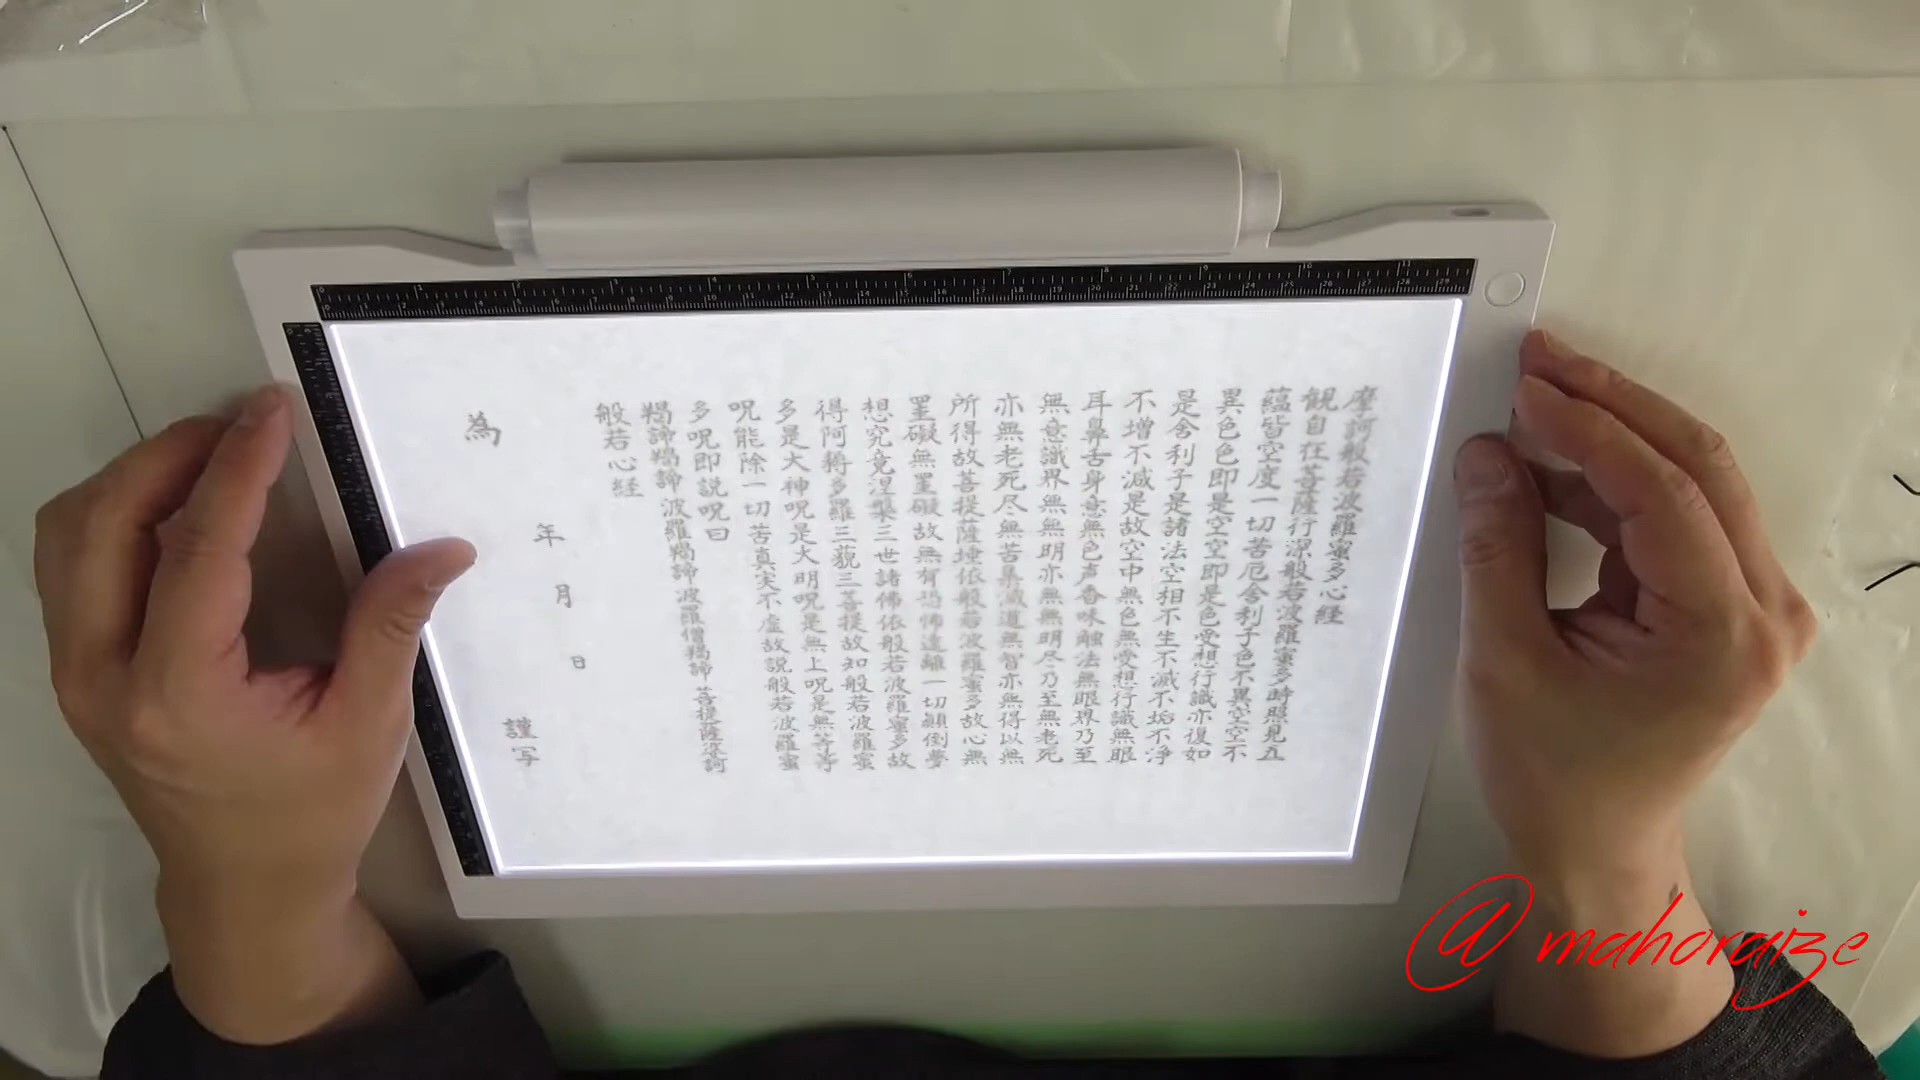 摩訶般若波羅蜜多心経
観自在菩薩行深般若波羅蜜多時照見五
蘊皆空度一切苦厄舎利子色不異空空不
異色色即是空空即是色受想行識亦復如
是舎利子是諸法空相不生不滅不垢不浄
不増不減是故空中無色無受想行識無眼
耳鼻舌身意無色声香味触法無眼界乃至
無意識界無無明亦無無明尽乃至無老死
亦無老死尽無苦集滅道無智亦無得以無
所得故菩提薩埵依般若波羅蜜多故心無
罣礙無罣礙故無有恐怖遠離一切顛倒夢
想究竟涅槃三世諸佛依般若波羅蜜多故
得阿耨多羅三藐三菩提故知般若波羅蜜
多是大神呪是大明呪是無上呪是無等等
呪能除一切苦真実不虚故説般若波羅蜜
多呪即説呪曰
羯諦羯諦 波羅羯諦 波羅僧羯諦 菩提薩婆訶
般若心経
年 月 日
為 謹写
@mahoraize